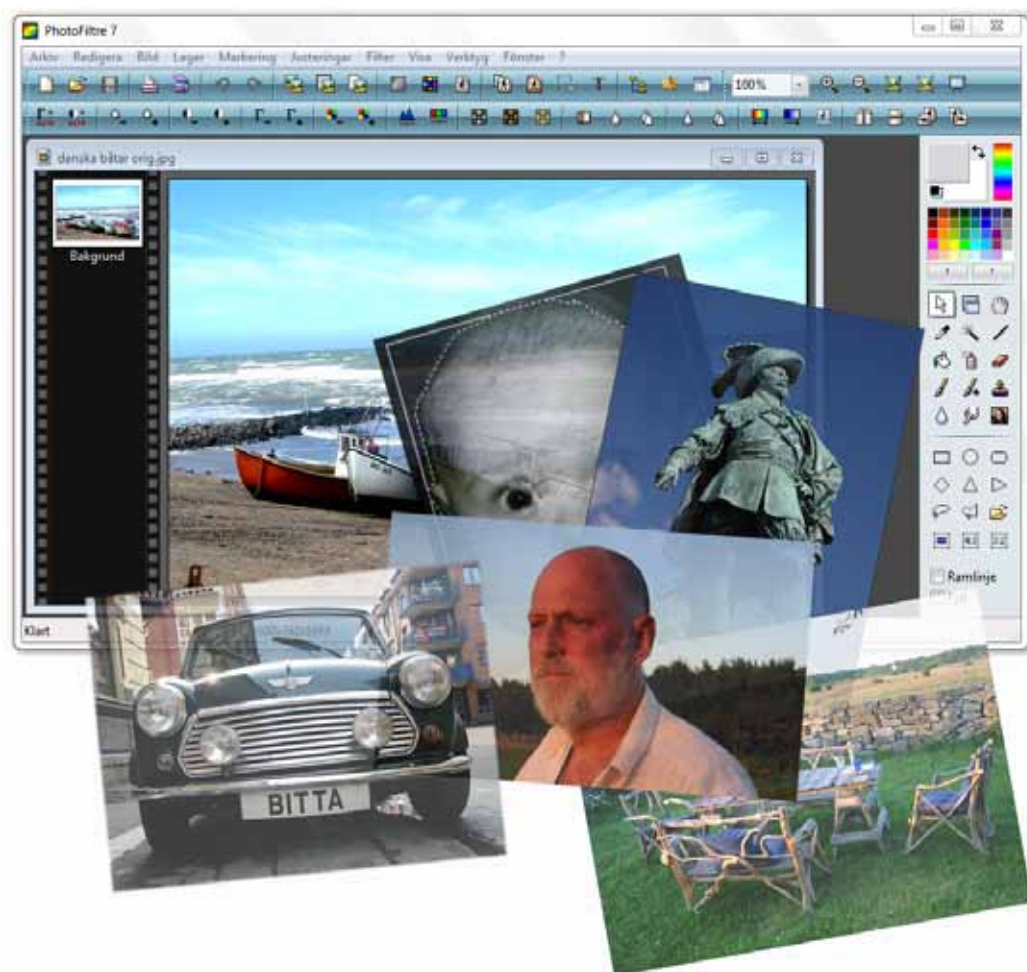 PhotoFiltre 7
Arkiv Redigera Bild Lager Markering Justeringar Filter Visa Verktyg Fönster ?
100%
danska båtar orig.jpg
Bakgrund
Ramlinje
Klart
BITTA